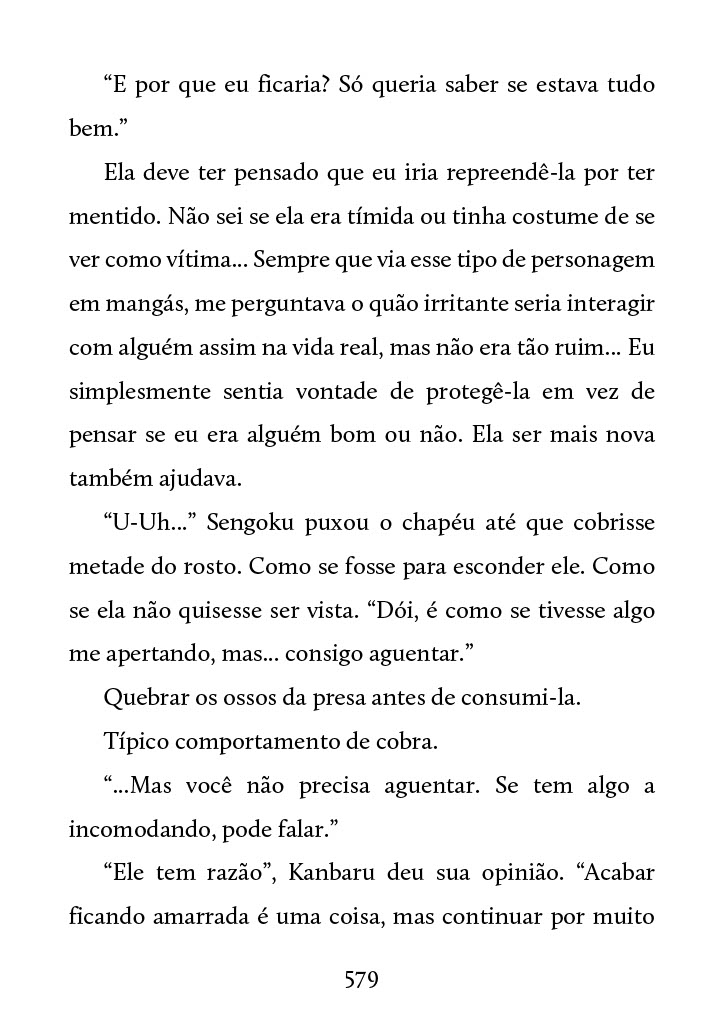 “E por que eu ficaria? Só queria saber se estava tudo
bem.”
Ela deve ter pensado que eu iria repreendê-la por ter
mentido. Não sei se ela era tímida ou tinha costume de se
ver como vítima... Sempre que via esse tipo de personagem
em mangás, me perguntava o quão irritante seria interagir
com alguém assim na vida real, mas não era tão ruim... Eu
simplesmente sentia vontade de protegê-la em vez de
pensar se eu era alguém bom ou não. Ela ser mais nova
também ajudava.
“U-Uh...” Sengoku puxou o chapéu até que cobrisse
metade do rosto. Como se fosse para esconder ele. Como
se ela não quisesse ser vista. “Dói, é como se tivesse algo
me apertando, mas... consigo aguentar.”
Quebrar os ossos da presa antes de consumi-la.
Típico comportamento de cobra.
“...Mas você não precisa aguentar. Se tem algo a
incomodando, pode falar.”
“Ele tem razão”, Kanbaru deu sua opinião. “Acabar
ficando amarrada é uma coisa, mas continuar por muito
579